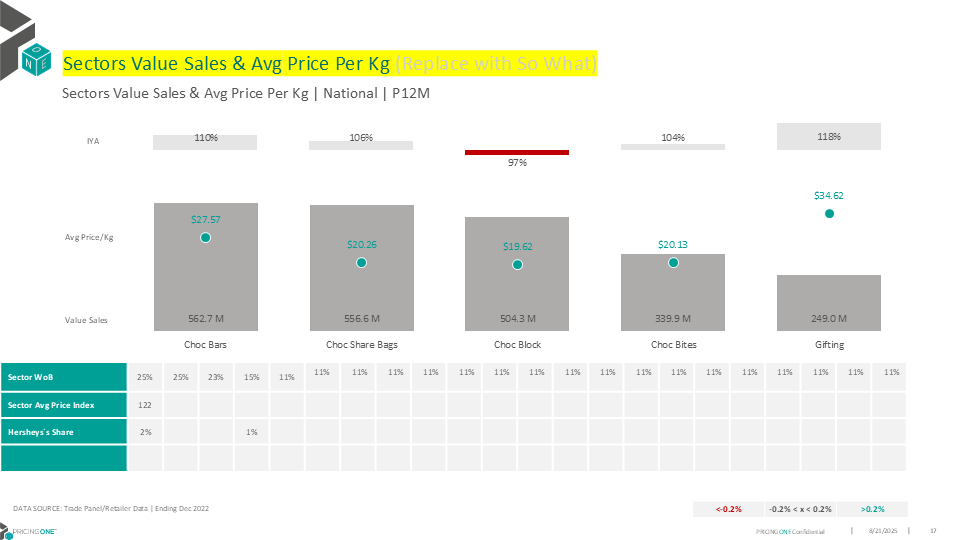 O
N E
Sectors Value Sales & Avg Price Per Kg (Replace with So What)
Sectors Value Sales & Avg Price Per Kg | National | P12M
IYA 110% 106% 97% 104% 118%
Avg Price/Kg $27.57 $20.26 $19.62 $20.13 $34.62
Value Sales 562.7 M 556.6 M 504.3 M 339.9 M 249.0 M
Choc Bars Choc Share Bags Choc Block Choc Bites Gifting
Sector WoB 25% 25% 23% 15% 11% 11% 11% 11% 11% 11% 11% 11% 11% 11% 11% 11% 11% 11% 11% 11% 11% 11%
Sector Avg Price Index 122
Hersheys`s Share 2% 1%
DATA SOURCE: Trade Panel/Retailer Data | Ending Dec 2022
<-0.2% -0.2% < x < 0.2% >0.2%
PRICINGONE™ PRICINGONE Confidential | 8/21/2025 | 17